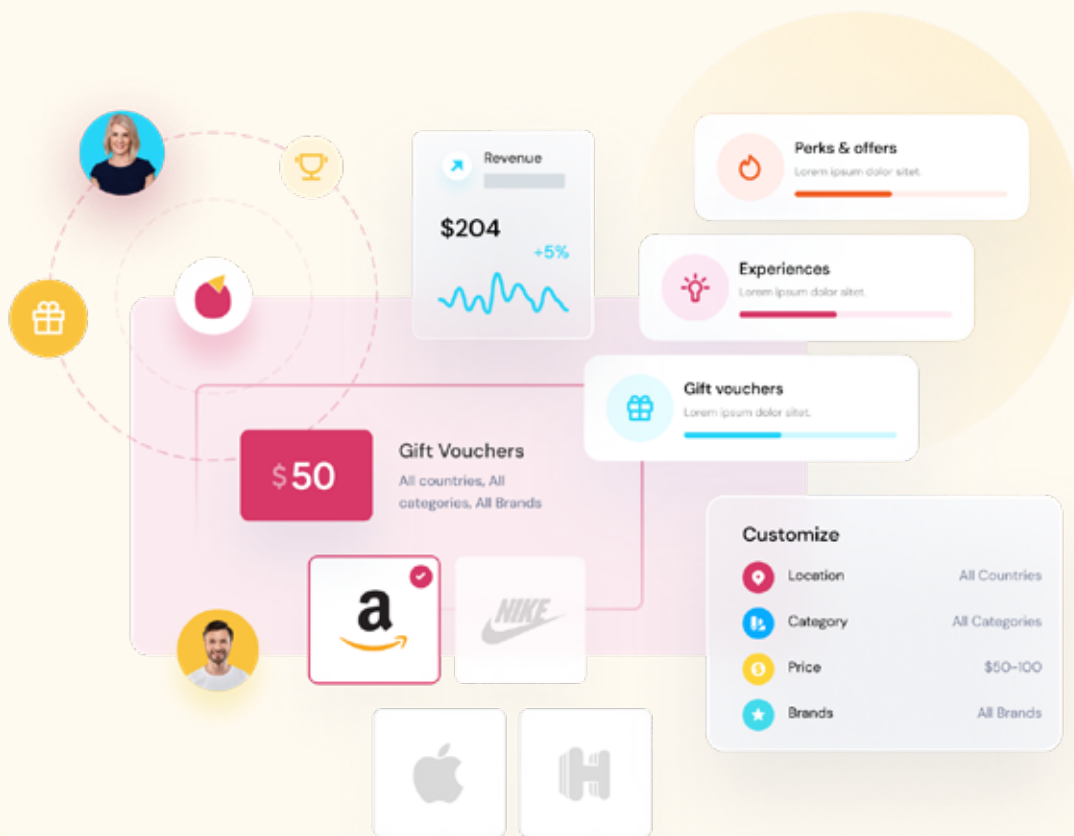 Revenue
$204
+5%
Perks & offers
Lorem ipsum dolor sitet.
Experiences
Lorem ipsum dolor sitet.
Gift vouchers
Lorem ipsum dolor sitet.
$50
Gift Vouchers
All countries, All
categories, All Brands
a
NIKE
Customize
Location All Countries
Category All Categories
Price $50-100
Brands All Brands